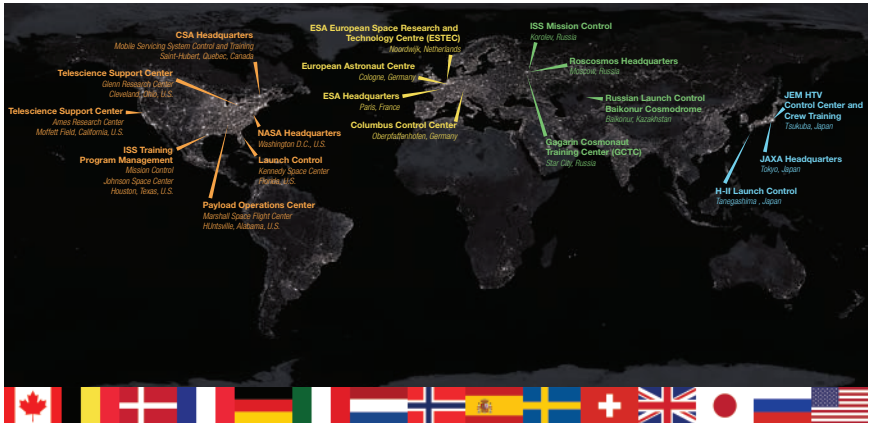 CSA Headquarters
Mobile Servicing System Control and Training
Saint-Hubert, Quebec, Canada
Telescience Support Center
Glenn Research Center
Cleveland, Ohio, U.S.
Telescience Support Center
Ames Research Center
Moffett Field, California, U.S.
ISS Training
Program Management
Mission Control
Johnson Space Center
Houston, Texas, U.S.
NASA Headquarters
Washington D.C., U.S.
Launch Control
Kennedy Space Center
Florida, U.S.
Payload Operations Center
Marshall Space Flight Center
HUntsville, Alabama, U.S.
ESA European Space Research and
Technology Centre (ESTEC)
Noordwijk, Netherlands
European Astronaut Centre
Cologne, Germany
ESA Headquarters
Paris, France
Columbus Control Center
Oberpfaffenhofen, Germany
ISS Mission Control
Korolev, Russia
Roscosmos Headquarters
Moscow, Russia
Russian Launch Control
Baikonur Cosmodrome
Baikonur, Kazakhstan
Gagarin Cosmonaut
Training Center (GCTC)
Star City, Russia
JEM HTV
Control Center and
Crew Training
Tsukuba, Japan
JAXA Headquarters
Tokyo, Japan
H-II Launch Control
Tanegashima , Japan